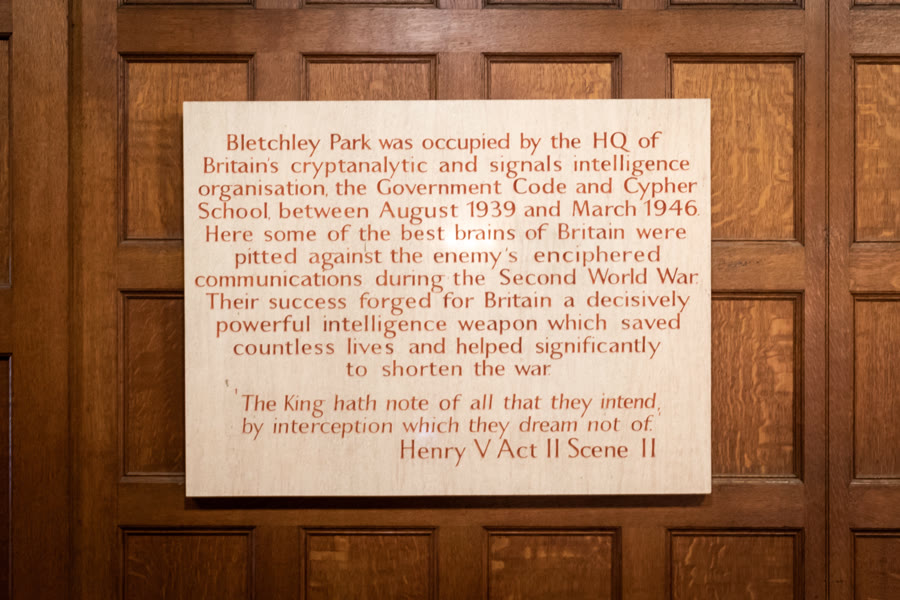 Bletchley Park was occupied by the HQ of
Britain's cryptanalytic and signals intelligence
organisation, the Government Code and Cypher
School, between August 1939 and March 1946.
Here some of the best brains of Britain were
pitted against the enemy's enciphered
communications during the Second World War.
Their success forged for Britain a decisively
powerful intelligence weapon which saved
countless lives and helped significantly
to shorten the war.
'The King hath note of all that they intend,
by interception which they dream not of.'
Henry V Act II Scene II